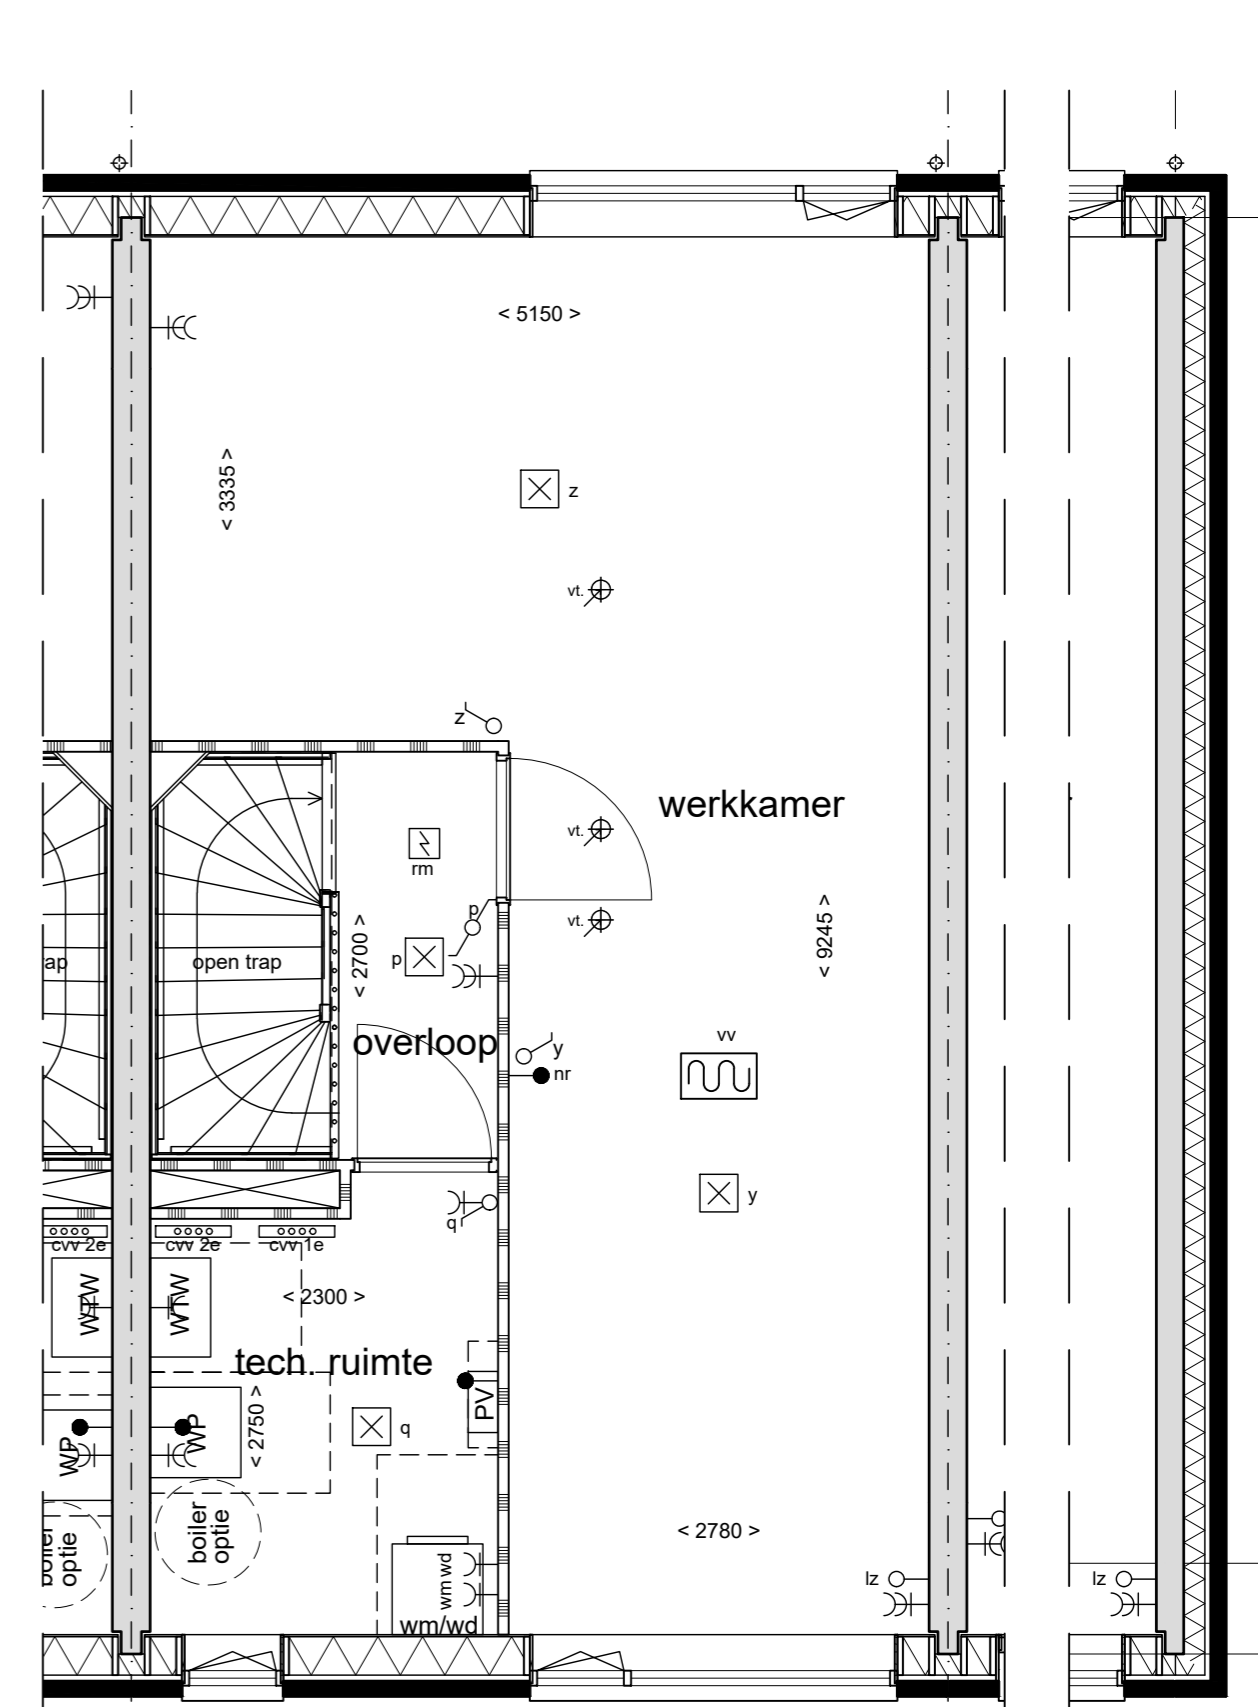 < 5150 >
< 3335 >
z
vt.
z
werkkamer
vt.
rm
p
vt.
< 9245 >
< 2700 >
ap
open trap
p
overloop
y
nr
vv
y
q
cvv 2e
cvv 2e
cvv 1e
WTW
WTW
< 2300 >
tech. ruimte
PV
q
< 2750 >
WP
WP
boiler
optie
boiler
optie
< 2780 >
wm wd
wm/wd
lz
lz